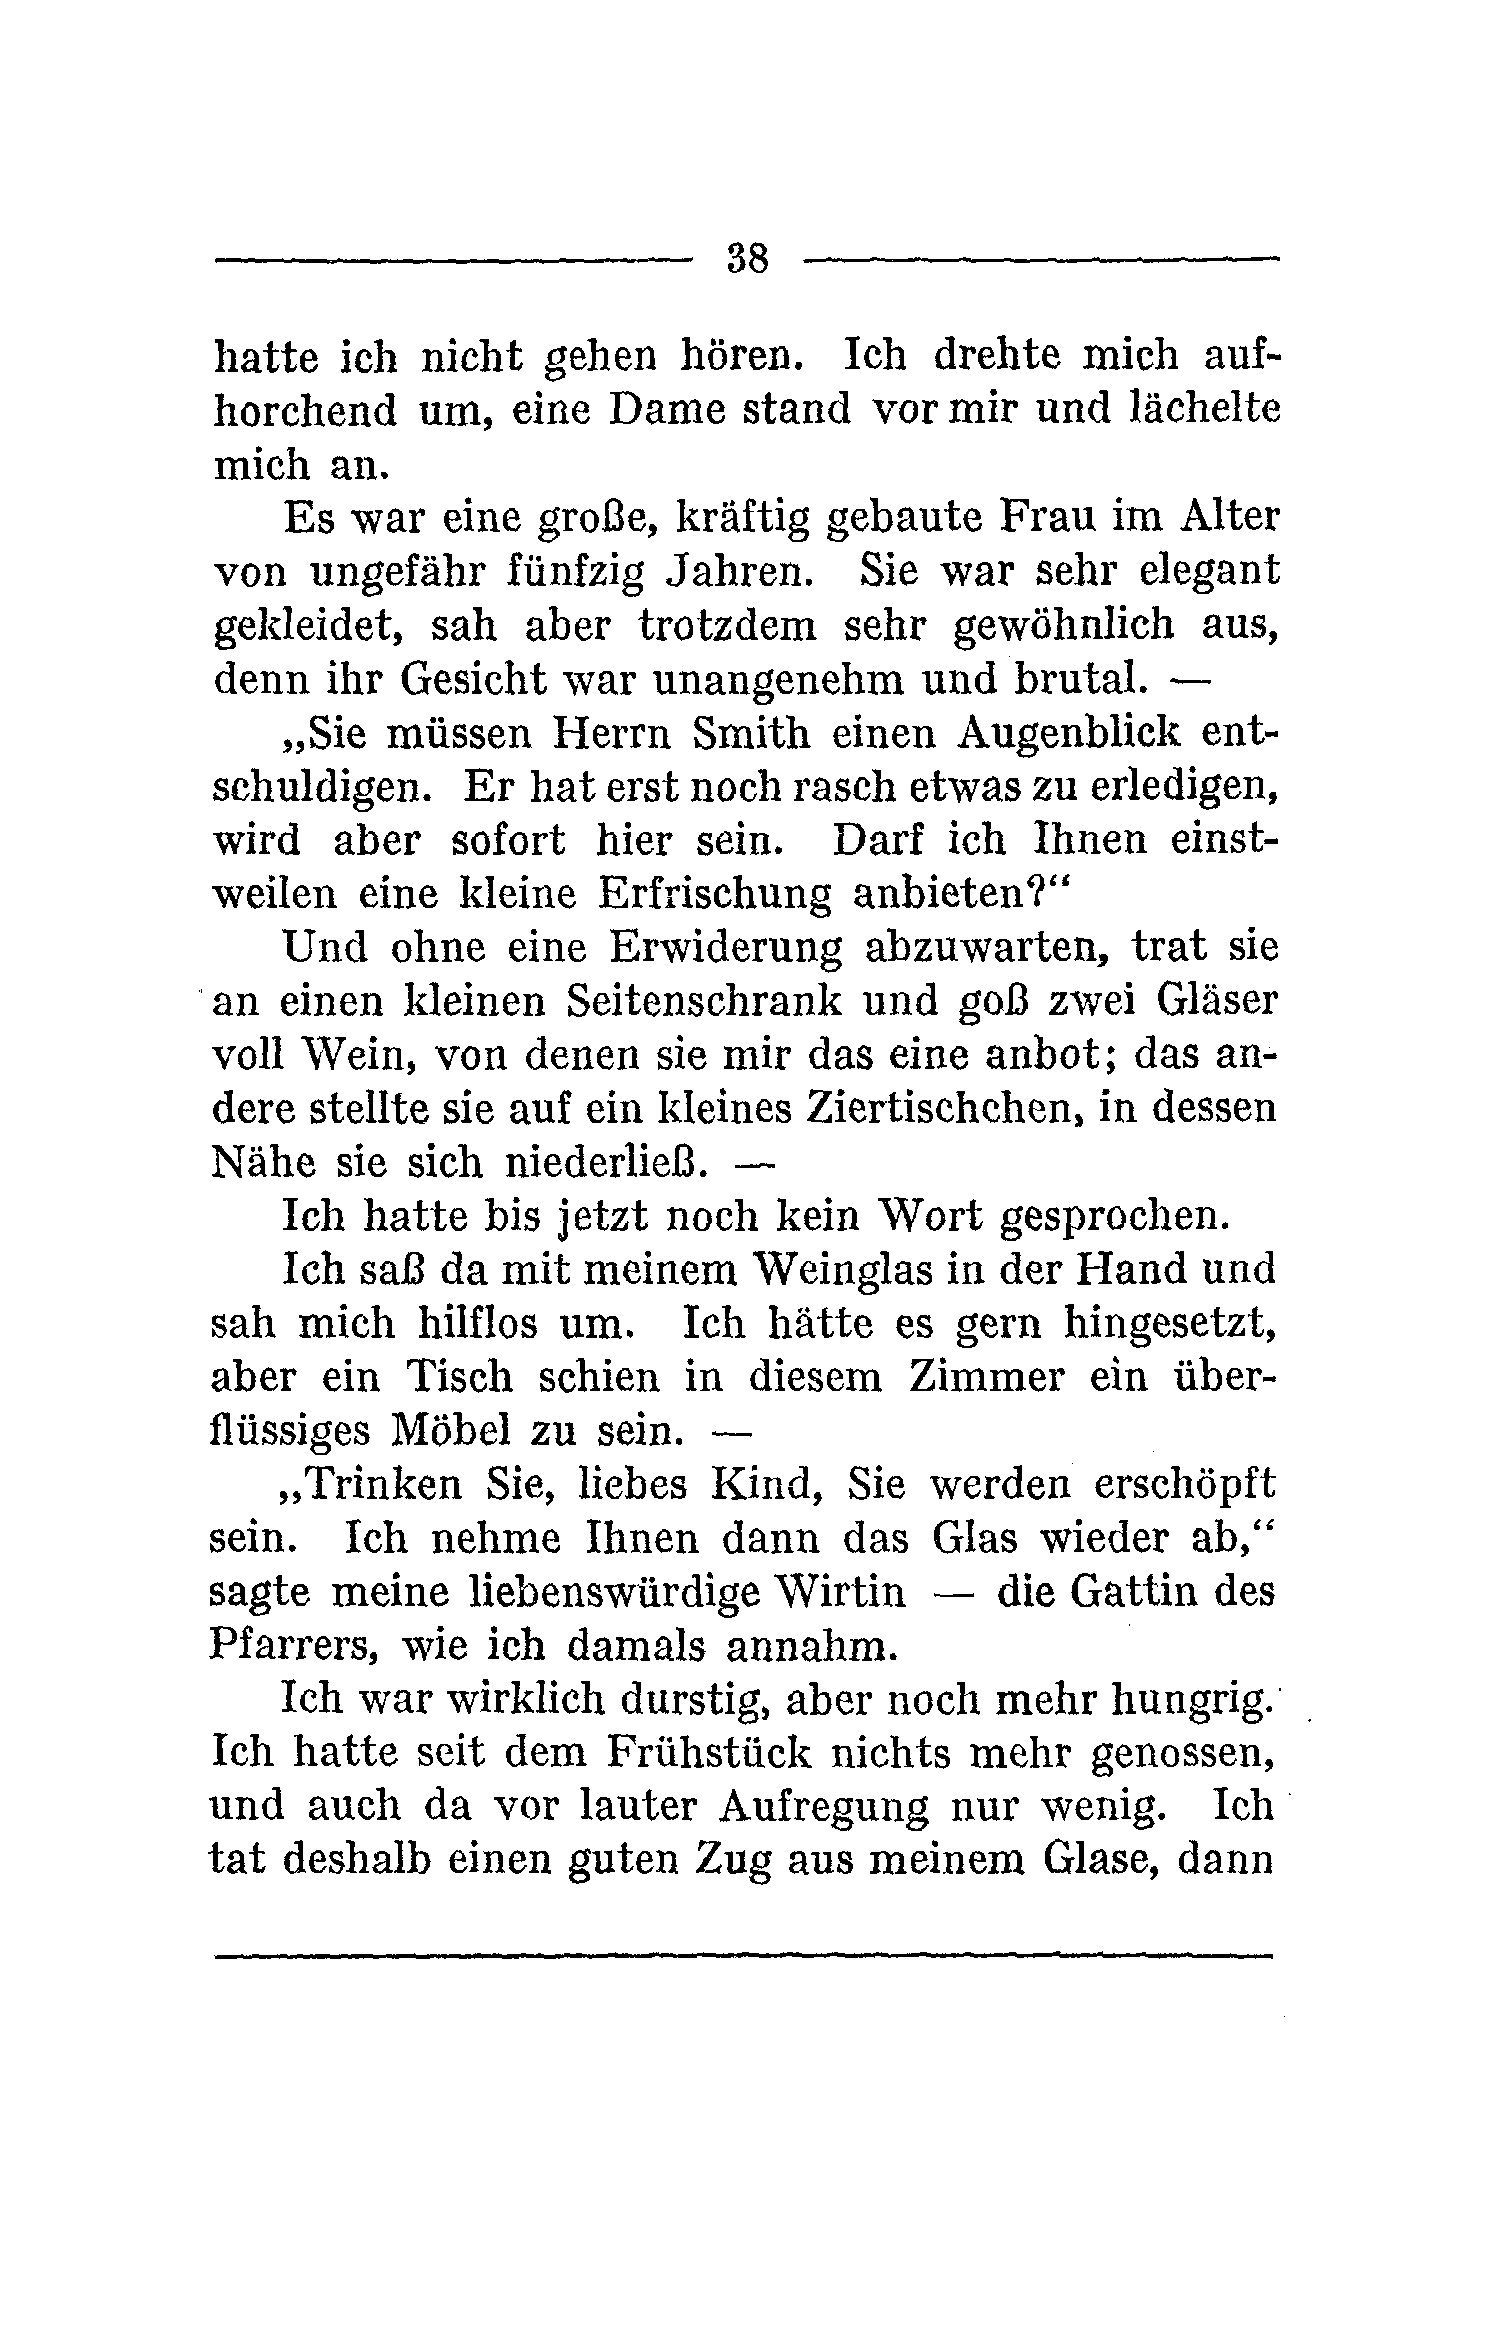 38
hatte ich nicht gehen hören. Ich drehte mich auf-
horchend um, eine Dame stand vor mir und lächelte
mich an.
Es war eine große, kräftig gebaute Frau im Alter
von ungefähr fünfzig Jahren. Sie war sehr elegant
gekleidet, sah aber trotzdem sehr gewöhnlich aus,
denn ihr Gesicht war unangenehm und brutal. —
„Sie müssen Herrn Smith einen Augenblick ent-
schuldigen. Er hat erst noch rasch etwas zu erledigen,
wird aber sofort hier sein. Darf ich Ihnen einst-
weilen eine kleine Erfrischung anbieten?“
Und ohne eine Erwiderung abzuwarten, trat sie
an einen kleinen Seitenschrank und goß zwei Gläser
voll Wein, von denen sie mir das eine anbot; das an-
dere stellte sie auf ein kleines Ziertischchen, in dessen
Nähe sie sich niederließ. —
Ich hatte bis jetzt noch kein Wort gesprochen.
Ich saß da mit meinem Weinglas in der Hand und
sah mich hilflos um. Ich hätte es gern hingesetzt,
aber ein Tisch schien in diesem Zimmer ein über-
flüssiges Möbel zu sein. —
„Trinken Sie, liebes Kind, Sie werden erschöpft
sein. Ich nehme Ihnen dann das Glas wieder ab,“
sagte meine liebenswürdige Wirtin — die Gattin des
Pfarrers, wie ich damals annahm.
Ich war wirklich durstig, aber noch mehr hungrig.
Ich hatte seit dem Frühstück nichts mehr genossen,
und auch da vor lauter Aufregung nur wenig. Ich
tat deshalb einen guten Zug aus meinem Glase, dann